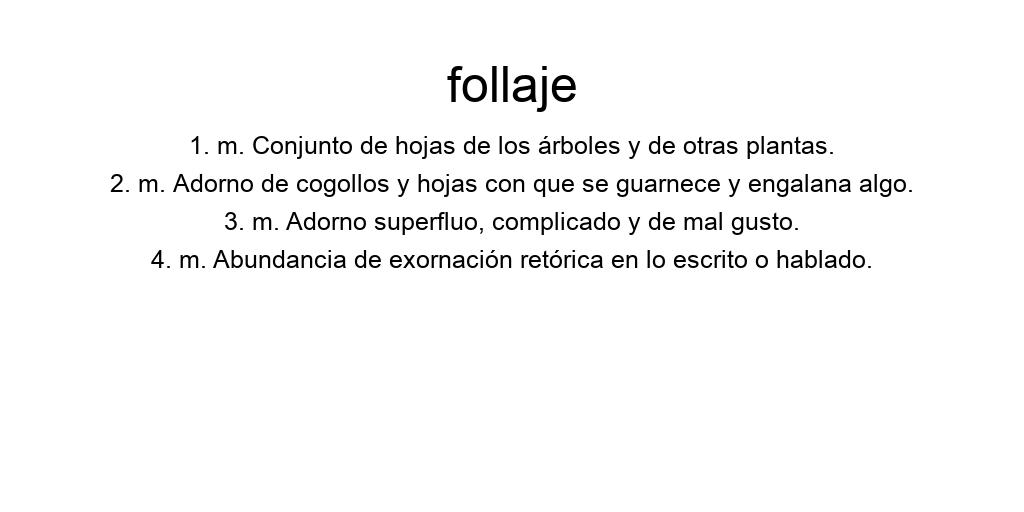 follaje
1. m. Conjunto de hojas de los árboles y de otras plantas.
2. m. Adorno de cogollos y hojas con que se guarnece y engalana algo.
3. m. Adorno superfluo, complicado y de mal gusto.
4. m. Abundancia de exornación retórica en lo escrito o hablado.